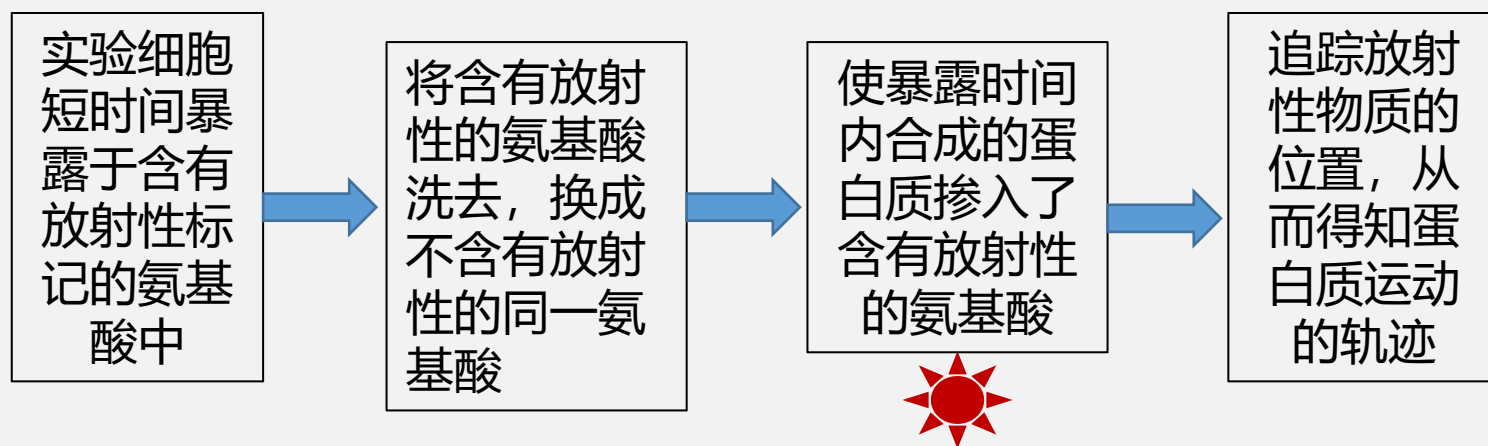 实验细胞
短时间暴
露于含有
放射性标
记的氨基
酸中
将含有放射
性的氨基酸
洗去，换成
不含有放射
性的同一氨
基酸
使暴露时间
内合成的蛋
白质掺入了
含有放射性
的氨基酸
追踪放射
性物质的
位置，从
而得知蛋
白质运动
的轨迹